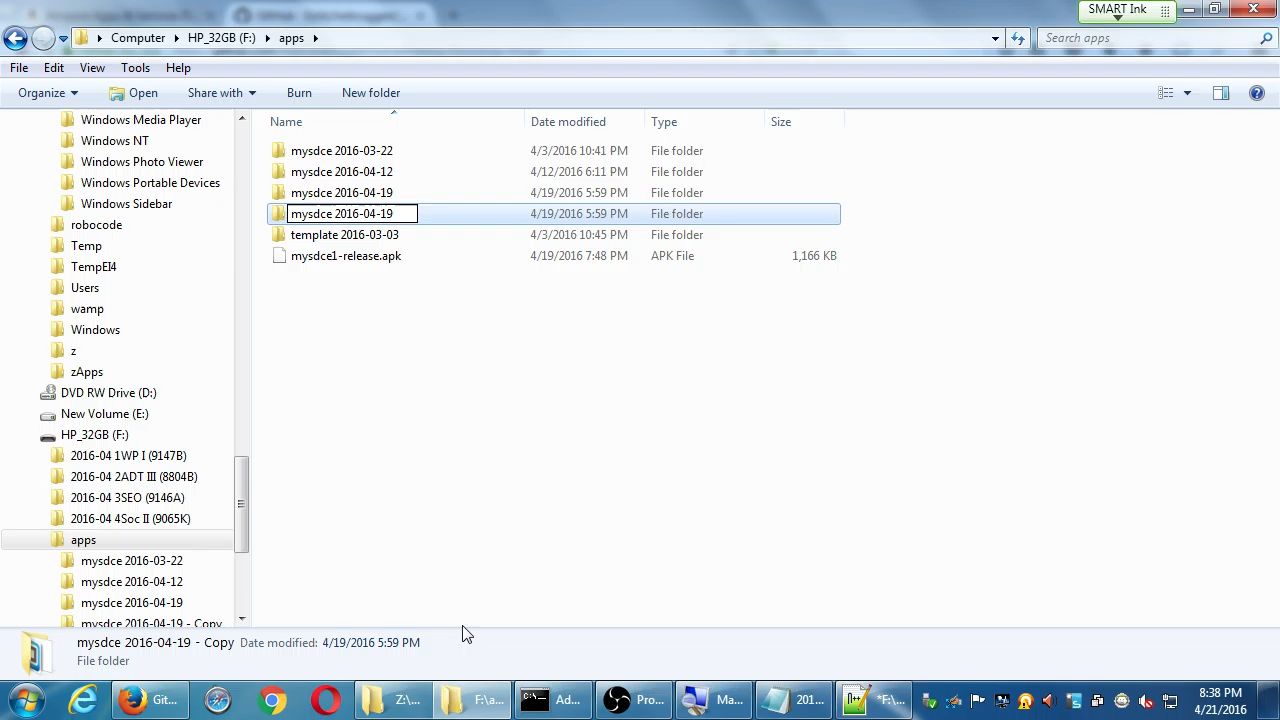 SMART Ink
Computer HP_32GB (F:) apps
Search apps
File Edit View Tools Help
Organize Open Share with Burn New folder
Windows Media Player
Windows NT
Windows Photo Viewer
Windows Portable Devices
Windows Sidebar
robocode
Temp
TempEI4
Users
wamp
Windows
z
zApps
DVD RW Drive (D:)
New Volume (E:)
HP_32GB (F:)
2016-04 1WP I (9147B)
2016-04 2ADT III (8804B)
2016-04 3SEO (9146A)
2016-04 4Soc II (9065K)
apps
mysdce 2016-03-22
mysdce 2016-04-12
mysdce 2016-04-19
mysdce 2016-04-19 - Copy
Name Date modified Type Size
mysdce 2016-03-22 4/3/2016 10:41 PM File folder
mysdce 2016-04-12 4/12/2016 6:11 PM File folder
mysdce 2016-04-19 4/19/2016 5:59 PM File folder
mysdce 2016-04-19 4/19/2016 5:59 PM File folder
template 2016-03-03 4/3/2016 10:45 PM File folder
mysdce1-release.apk 4/19/2016 7:48 PM APK File 1,166 KB
mysdce 2016-04-19 - Copy Date modified: 4/19/2016 5:59 PM
File folder
Git... Z:\... F:\a... C:\ Ad... Pro... Ma... 201... *F:\...
8:38 PM
4/21/2016